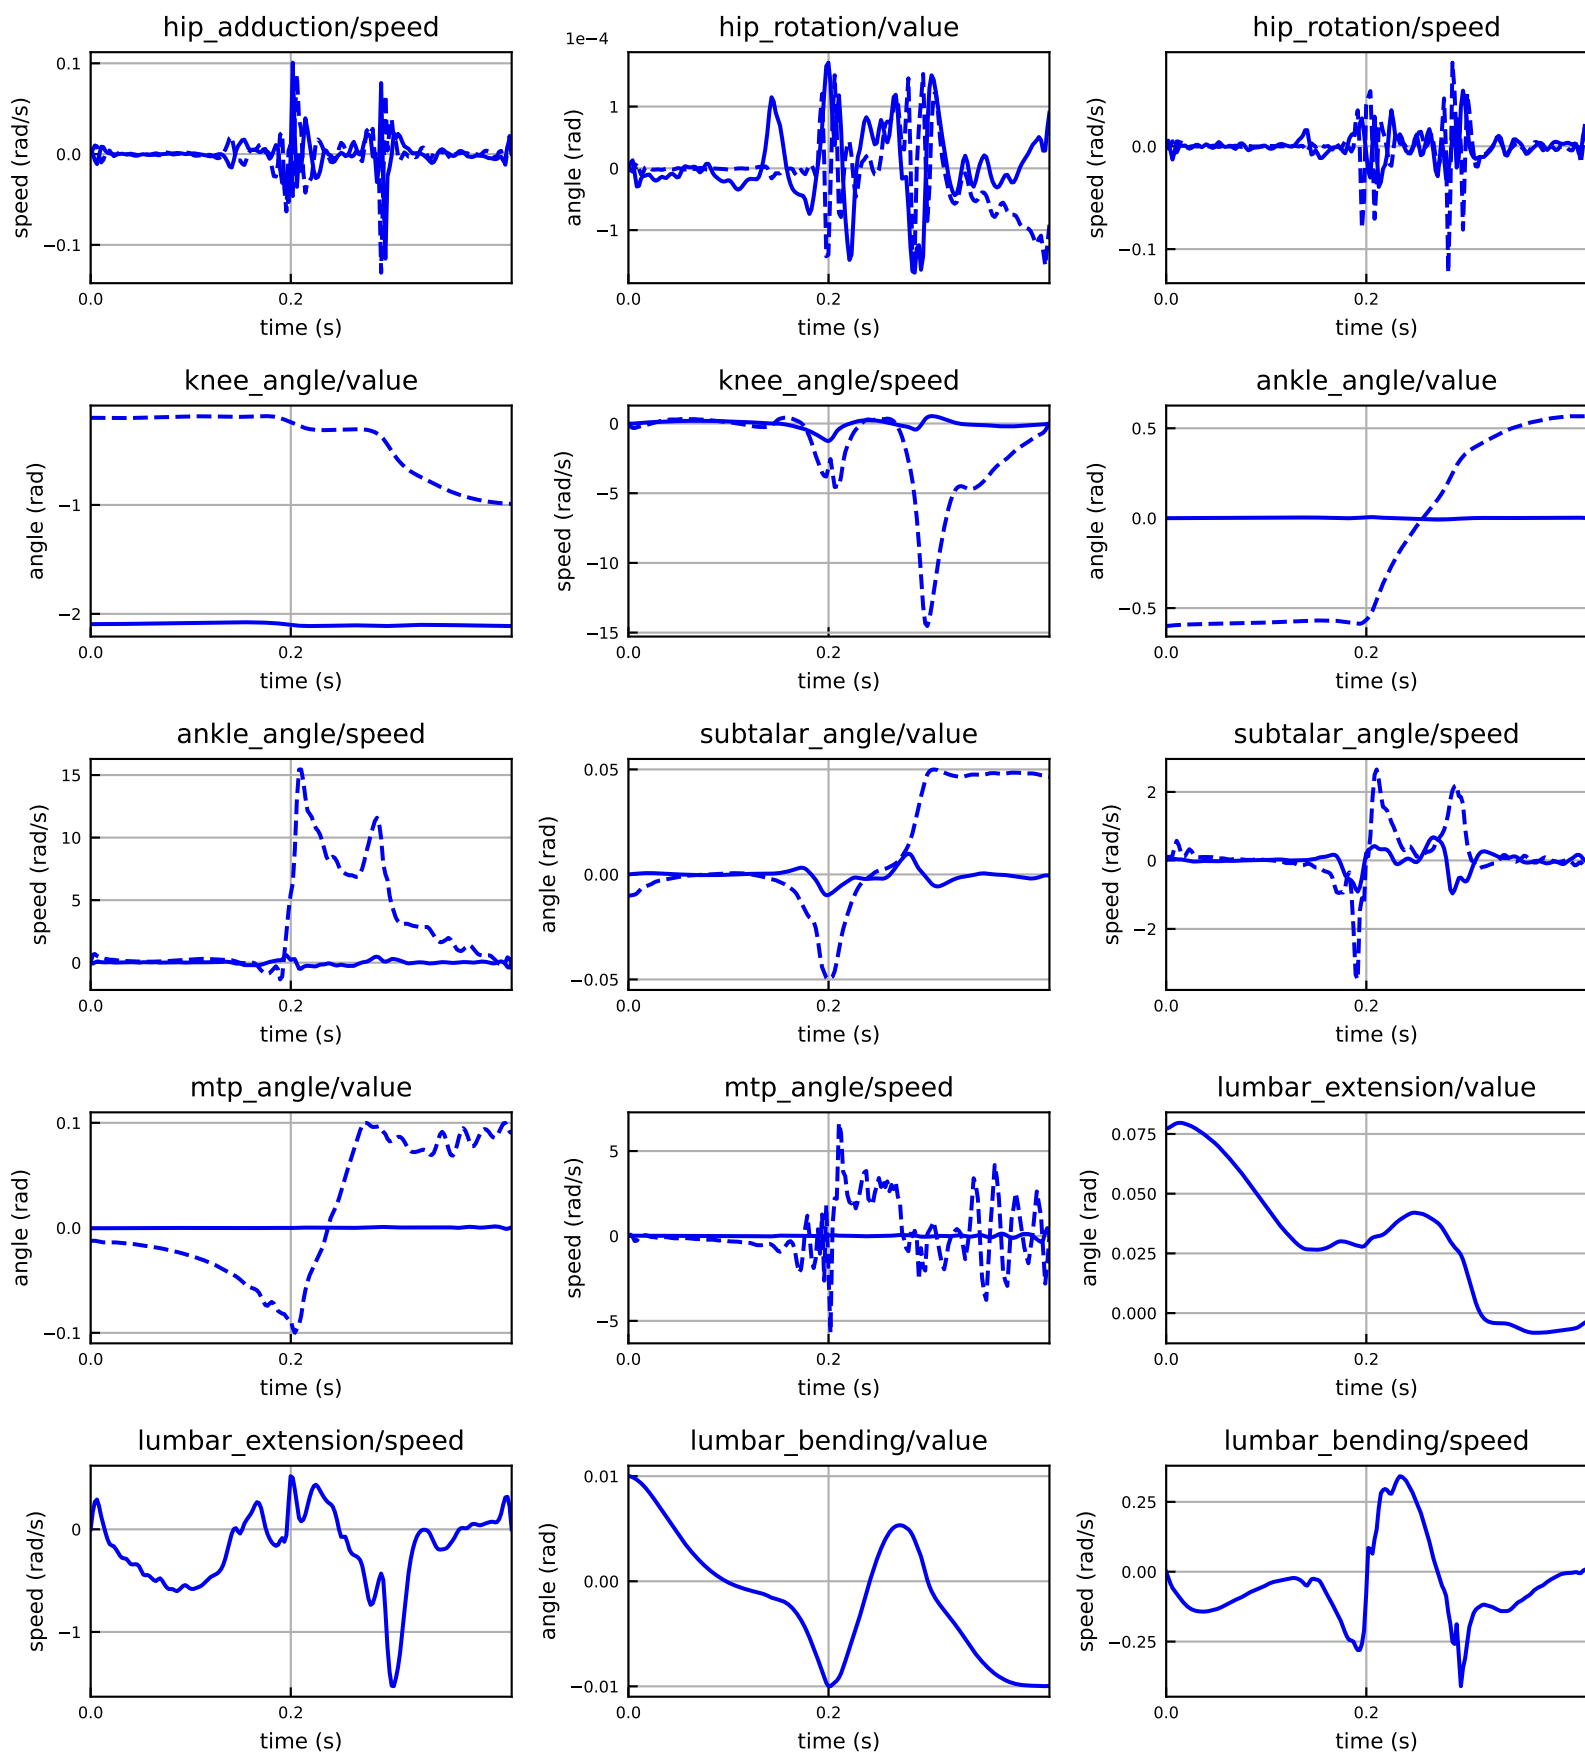 hip_adduction/speed
speed (rad/s)
0.1
0.0
−0.1
0.0
0.2
time (s)
hip_rotation/value
1e−4
angle (rad)
1
0
−1
0.0
0.2
time (s)
hip_rotation/speed
speed (rad/s)
0.0
−0.1
0.0
0.2
time (s)
knee_angle/value
angle (rad)
−1
−2
0.0
0.2
time (s)
knee_angle/speed
speed (rad/s)
0
−5
−10
−15
0.0
0.2
time (s)
ankle_angle/value
angle (rad)
0.5
0.0
−0.5
0.0
0.2
time (s)
ankle_angle/speed
speed (rad/s)
15
10
5
0
0.0
0.2
time (s)
subtalar_angle/value
angle (rad)
0.05
0.00
−0.05
0.0
0.2
time (s)
subtalar_angle/speed
speed (rad/s)
2
0
−2
0.0
0.2
time (s)
mtp_angle/value
angle (rad)
0.1
0.0
−0.1
0.0
0.2
time (s)
mtp_angle/speed
speed (rad/s)
5
0
−5
0.0
0.2
time (s)
lumbar_extension/value
angle (rad)
0.075
0.050
0.025
0.000
0.0
0.2
time (s)
lumbar_extension/speed
speed (rad/s)
0
−1
0.0
0.2
time (s)
lumbar_bending/value
angle (rad)
0.01
0.00
−0.01
0.0
0.2
time (s)
lumbar_bending/speed
speed (rad/s)
0.25
0.00
−0.25
0.0
0.2
time (s)